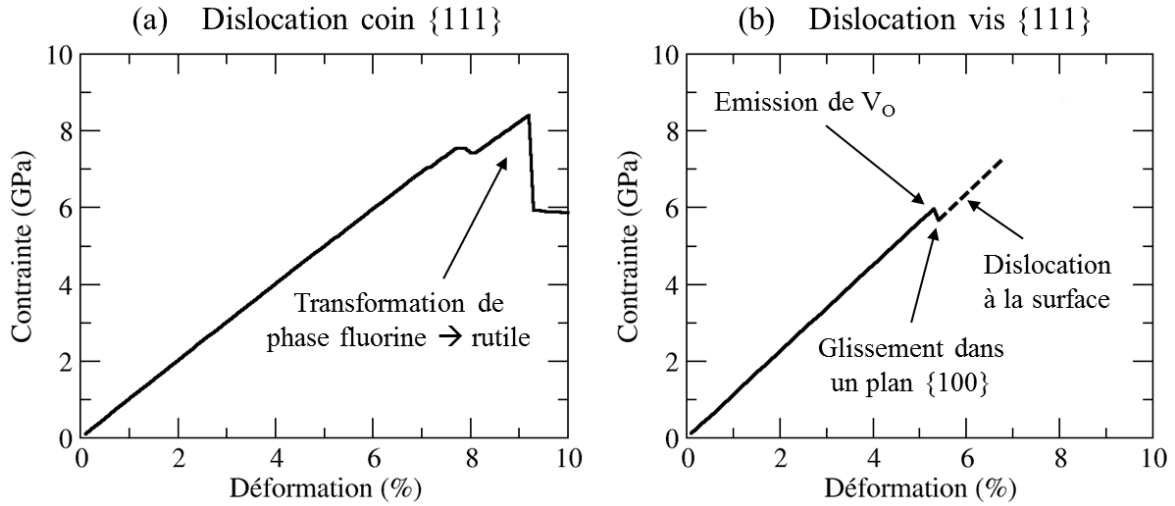 (a) Dislocation coin {111}
10
8
6
4
2
0
Contrainte (GPa)
Transformation de
phase fluorine → rutile
0 2 4 6 8 10
Déformation (%)
(b) Dislocation vis {111}
10
8
6
4
2
0
Contrainte (GPa)
Emission de VO
Dislocation
à la surface
Glissement dans
un plan {100}
0 2 4 6 8 10
Déformation (%)